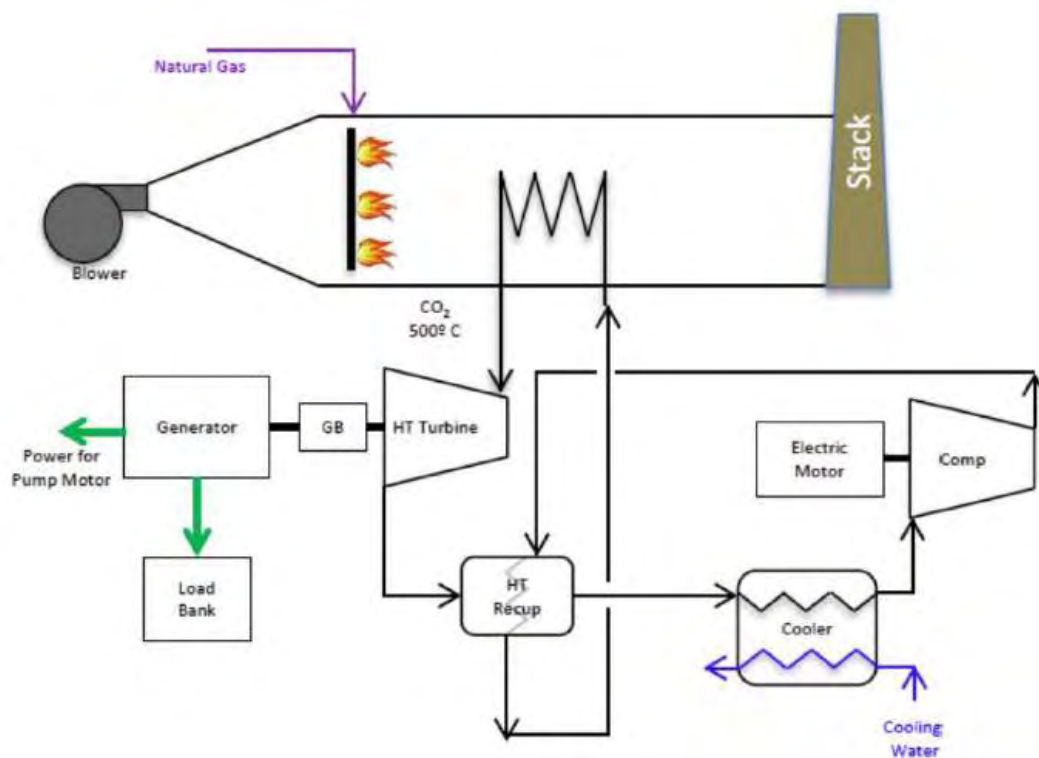 Natural Gas
Stack
Blower
CO₂
500º C
Generator
GB
HT Turbine
Power for
Pump Motor
Electric
Motor
Comp
Load
Bank
HT
Recup
Cooler
Cooling
Water